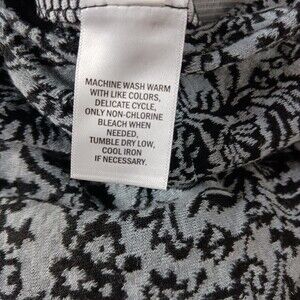 MACHINE WASH WARM
WITH LIKE COLORS,
DELICATE CYCLE,
ONLY NON-CHLORINE
BLEACH WHEN
NEEDED,
TUMBLE DRY LOW,
COOL IRON
IF NECESSARY.